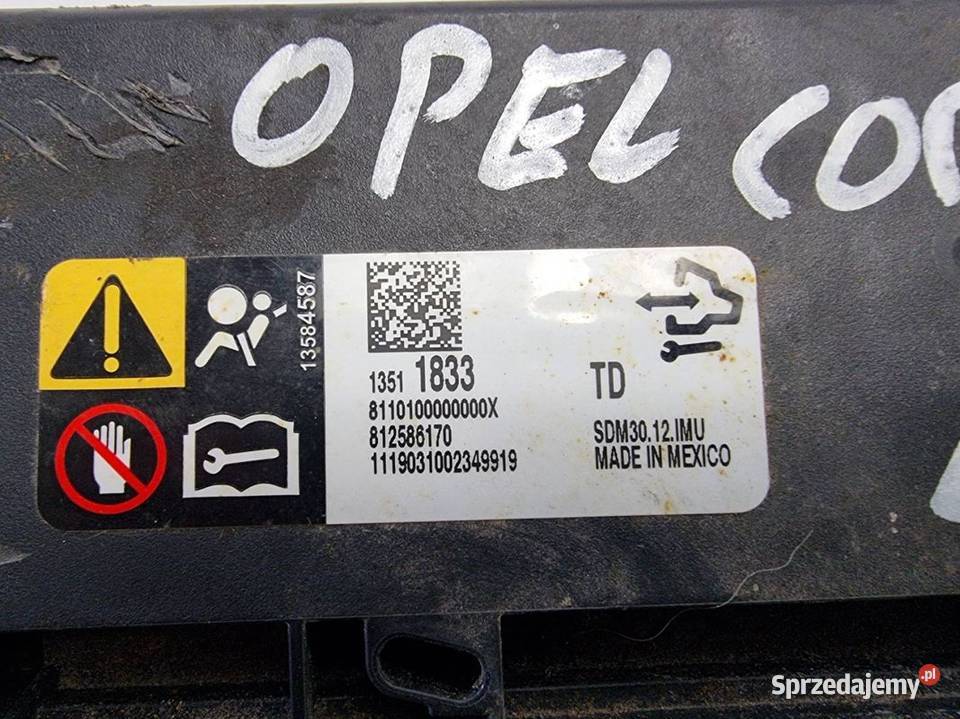 OPEL CO
13584587
1351 1833
8110100000000X
812586170
1119031002349919
TD
SDM30.12.IMU
MADE IN MEXICO
Sprzedajemy.pl